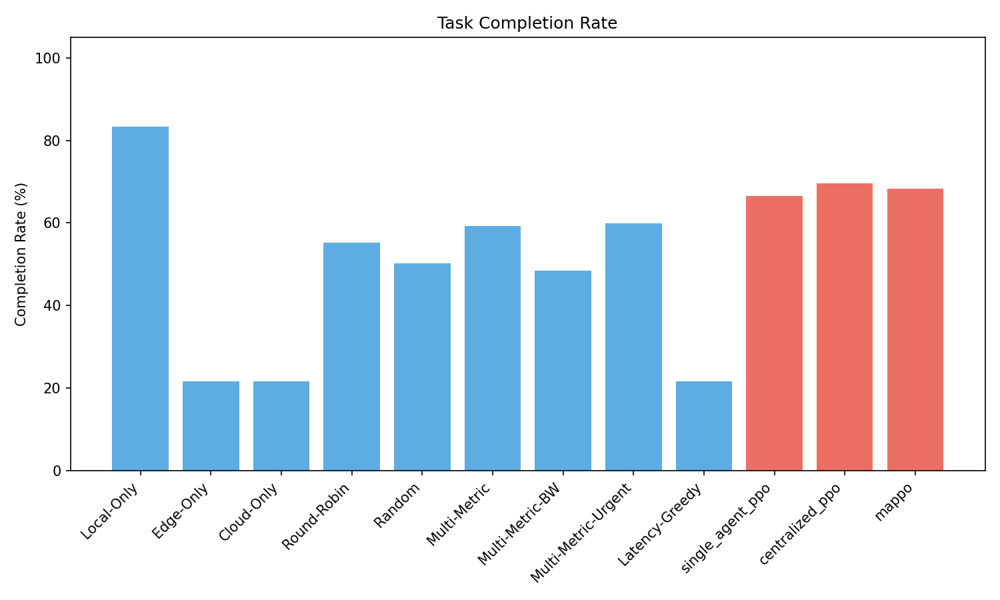 Task Completion Rate
Completion Rate (%)
100
80
60
40
20
0
Local-Only
Edge-Only
Cloud-Only
Round-Robin
Random
Multi-Metric
Multi-Metric-BW
Multi-Metric-Urgent
Latency-Greedy
single_agent_ppo
centralized_ppo
mappo